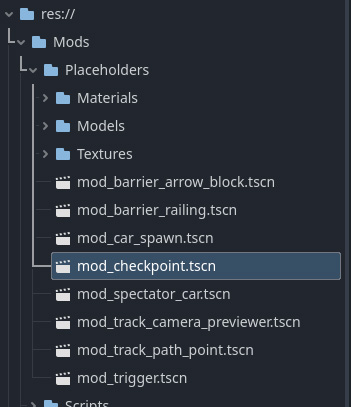 res://
Mods
Placeholders
Materials
Models
Textures
mod_barrier_arrow_block.tscn
mod_barrier_railing.tscn
mod_car_spawn.tscn
mod_checkpoint.tscn
mod_spectator_car.tscn
mod_track_camera_previewer.tscn
mod_track_path_point.tscn
mod_trigger.tscn
Scripts